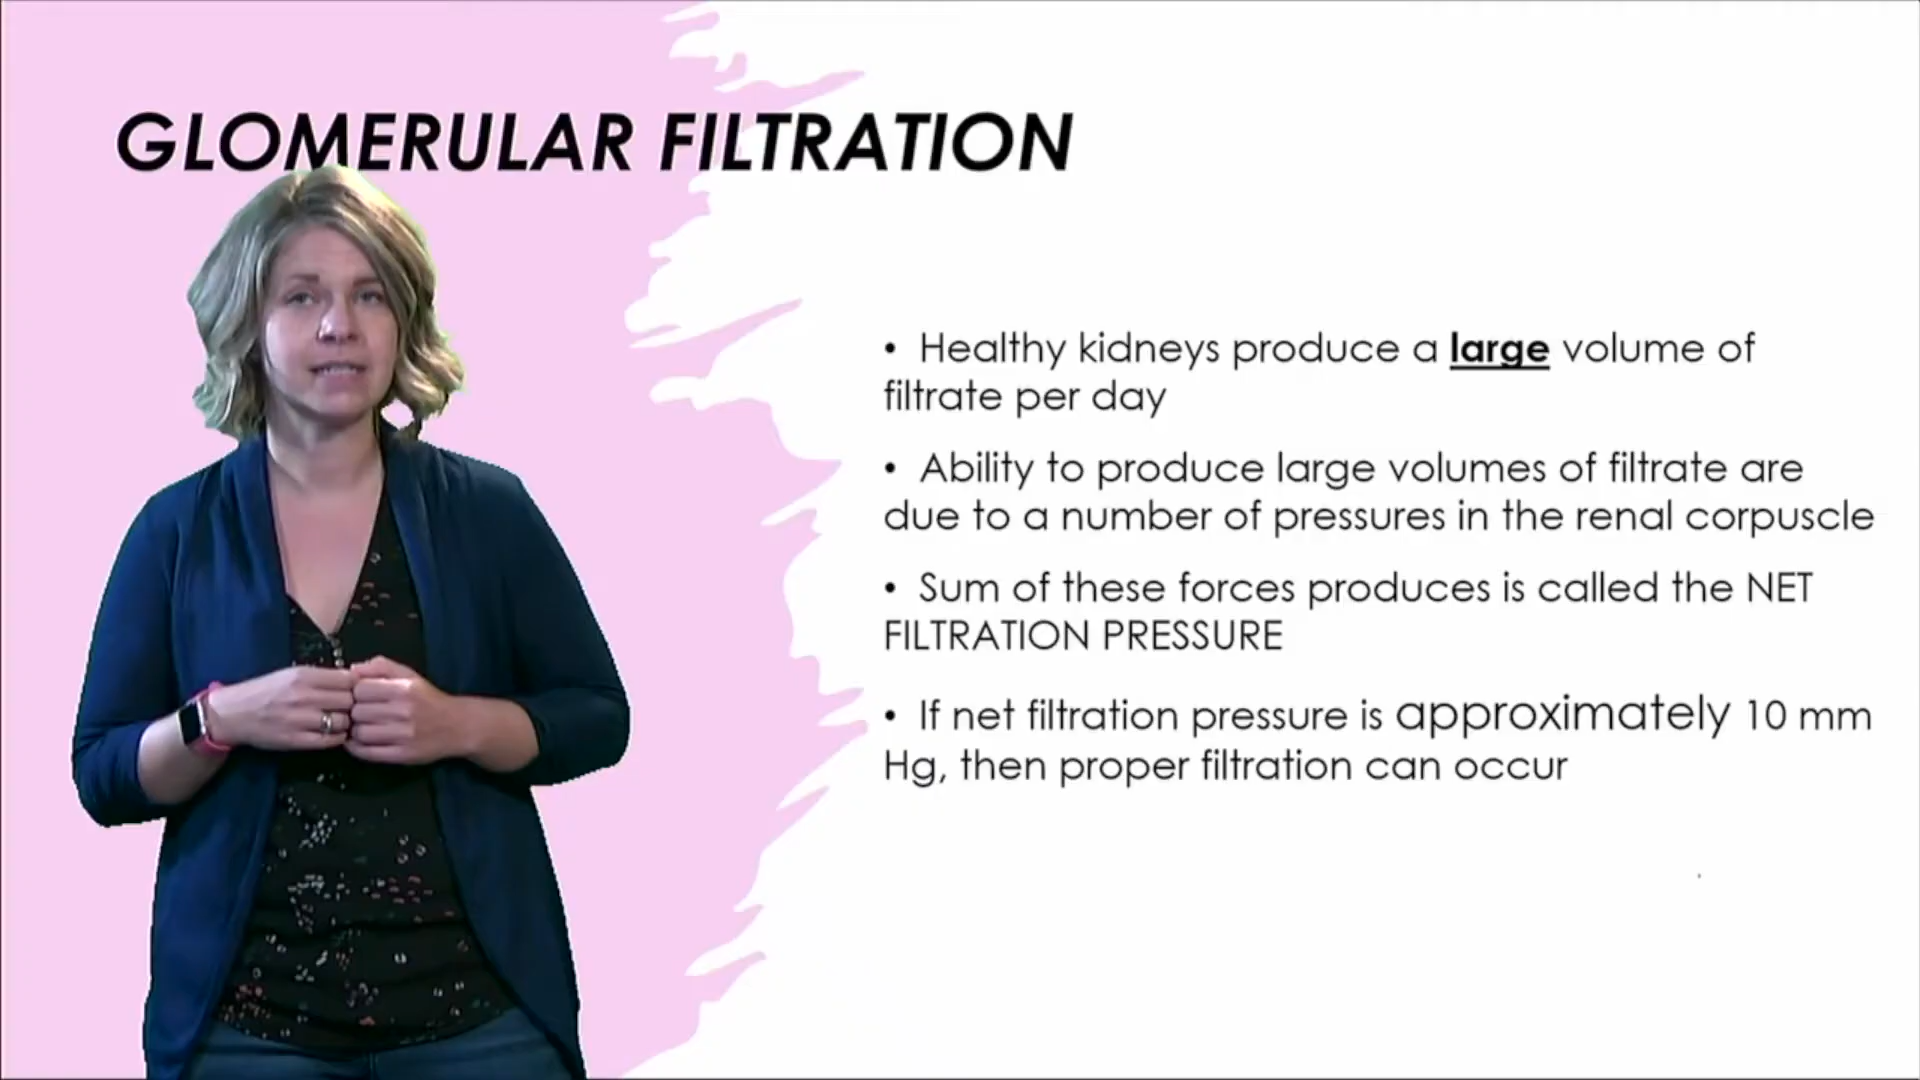 GLOMERULAR FILTRATION
• Healthy kidneys produce a large volume of
filtrate per day
• Ability to produce large volumes of filtrate are
due to a number of pressures in the renal corpuscle
• Sum of these forces produces is called the NET
FILTRATION PRESSURE
• If net filtration pressure is approximately 10 mm
Hg, then proper filtration can occur